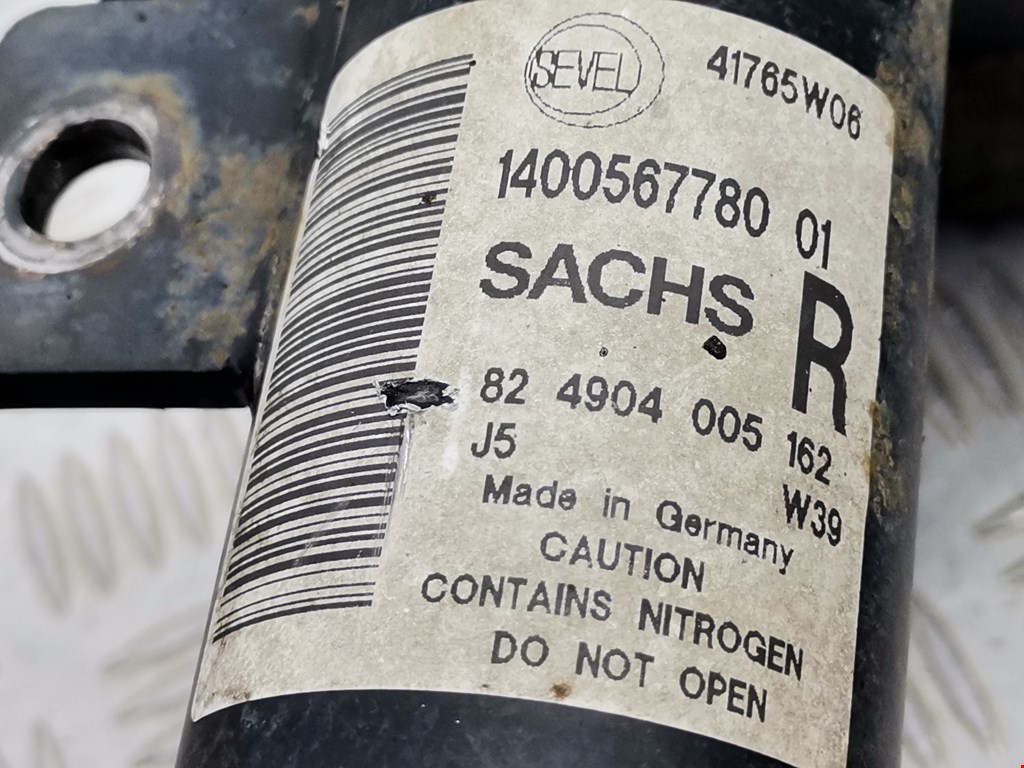 SEVEL
41765W06
1400567780 01
SACHS R
82 4904 005 162
J5 W39
Made in Germany
CAUTION
CONTAINS NITROGEN
DO NOT OPEN